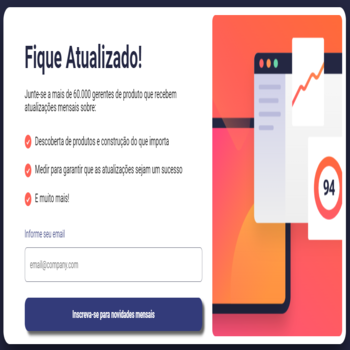 Fique Atualizado!
Junte-se a mais de 60.000 gerentes de produto que recebem
atualizações mensais sobre:
Descoberta de produtos e construção do que importa
Medir para garantir que as atualizações sejam um sucesso
E muito mais!
Informe seu email
email@company.com
Inscreva-se para novidades mensais
94